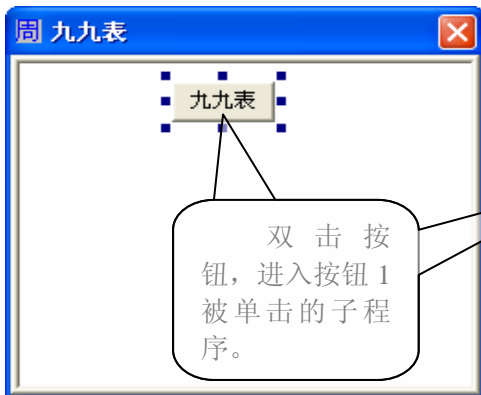 周 九九表
九九表
双击按
钮，进入按钮 1
被单击的子程
序。